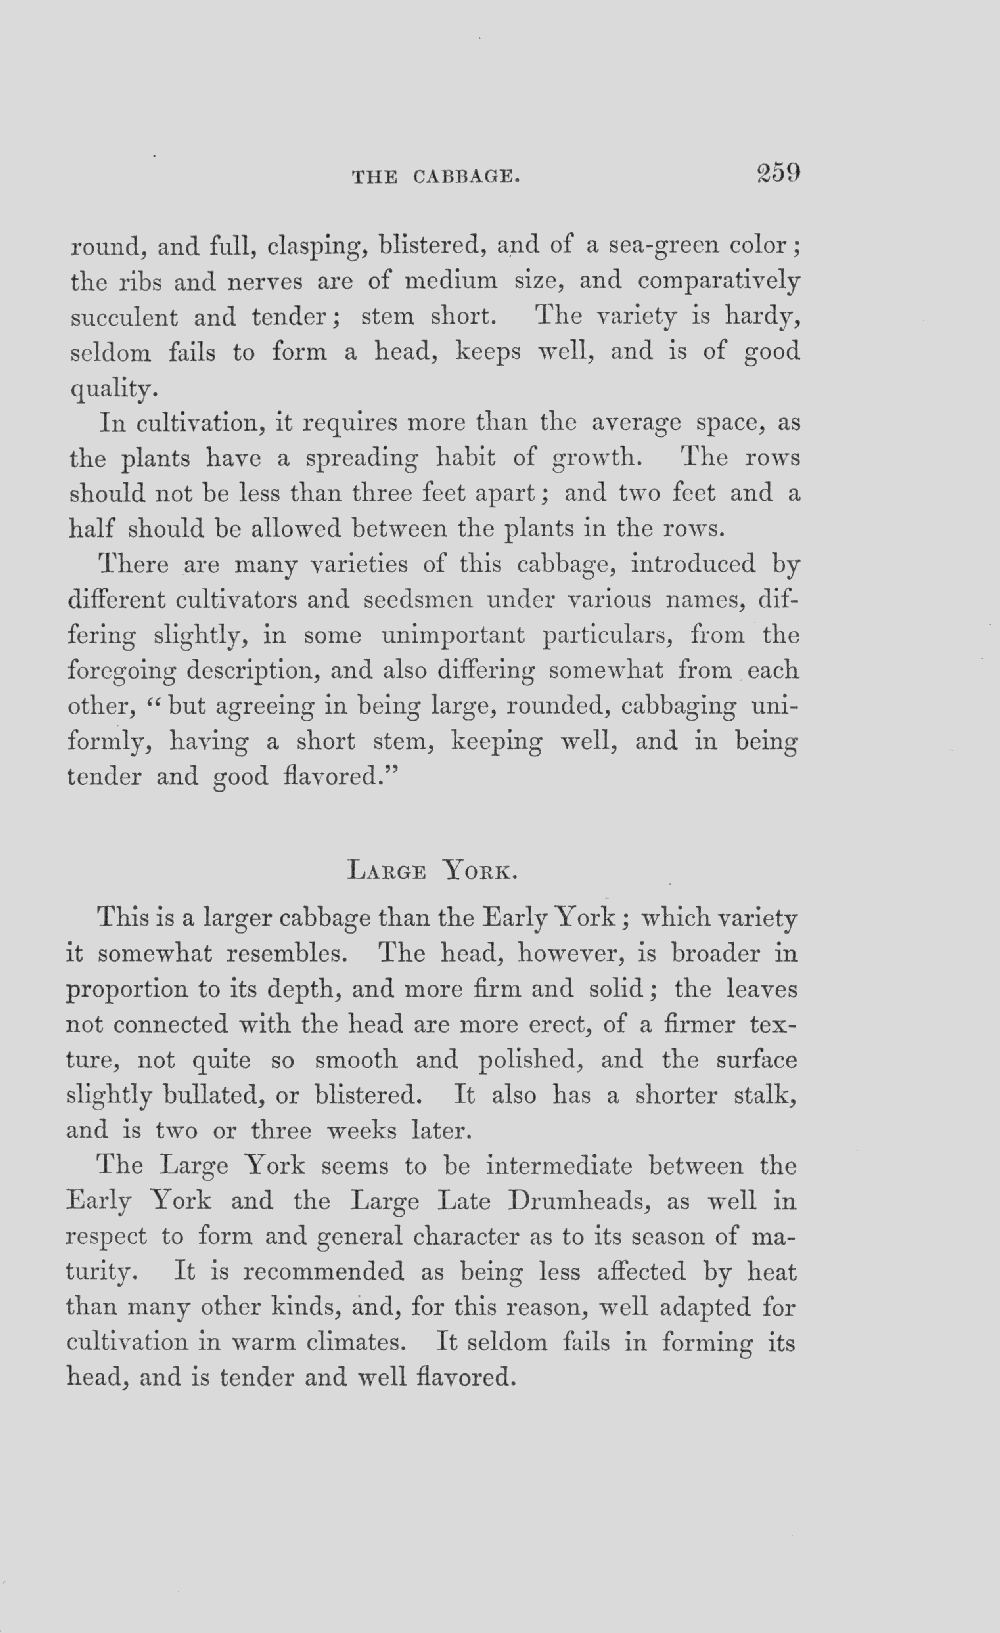 THE CABBAGE. 259
round, and full, clasping, blistered, and of a sea-green color;
the ribs and nerves are of medium size, and comparatively
succulent and tender; stem short. The variety is hardy,
seldom fails to form a head, keeps well, and is of good
quality.
In cultivation, it requires more than the average space, as
the plants have a spreading habit of growth. The rows
should not be less than three feet apart; and two feet and a
half should be allowed between the plants in the rows.
There are many varieties of this cabbage, introduced by
different cultivators and seedsmen under various names, dif-
fering slightly, in some unimportant particulars, from the
foregoing description, and also differing somewhat from each
other, “but agreeing in being large, rounded, cabbaging uni-
formly, having a short stem, keeping well, and in being
tender and good flavored.”
LARGE YORK.
This is a larger cabbage than the Early York; which variety
it somewhat resembles. The head, however, is broader in
proportion to its depth, and more firm and solid; the leaves
not connected with the head are more erect, of a firmer tex-
ture, not quite so smooth and polished, and the surface
slightly bullated, or blistered. It also has a shorter stalk,
and is two or three weeks later.
The Large York seems to be intermediate between the
Early York and the Large Late Drumheads, as well in
respect to form and general character as to its season of ma-
turity. It is recommended as being less affected by heat
than many other kinds, and, for this reason, well adapted for
cultivation in warm climates. It seldom fails in forming its
head, and is tender and well flavored.